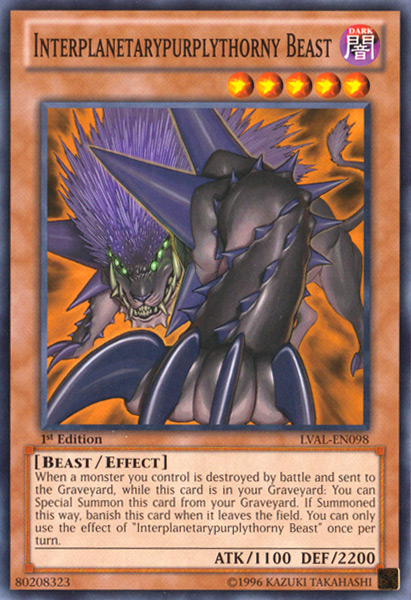 INTERPLANETARYPURPLYTHORNY BEAST
DARK
闇
1st Edition
LVAL-EN098
[BEAST/EFFECT]
When a monster you control is destroyed by battle and sent to
the Graveyard, while this card is in your Graveyard: You can
Special Summon this card from your Graveyard. If Summoned
this way, banish this card when it leaves the field. You can only
use the effect of "Interplanetarypurplythorny Beast" once per
turn.
ATK/1100 DEF/2200
80208323
©1996 KAZUKI TAKAHASHI